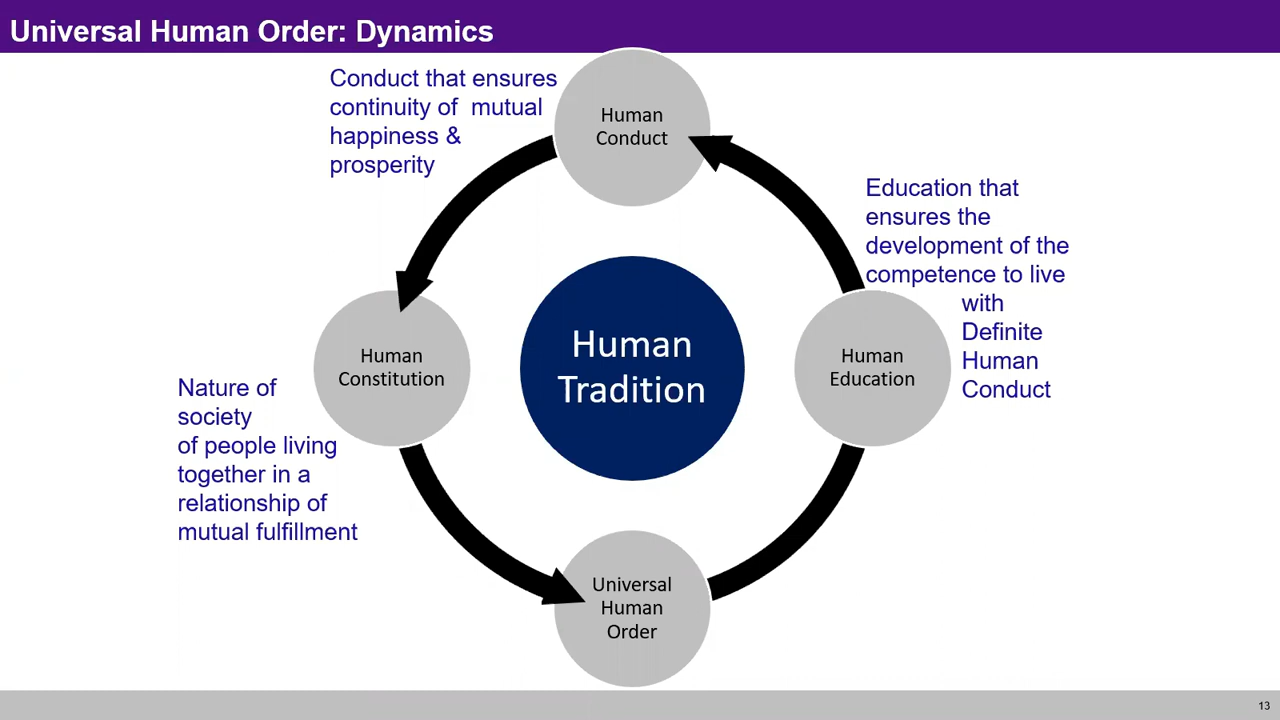 Universal Human Order: Dynamics
Conduct that ensures
continuity of mutual
happiness &
prosperity
Human
Conduct
Education that
ensures the
development of the
competence to live
with
Definite
Human
Conduct
Human
Constitution
Human
Tradition
Human
Education
Nature of
society
of people living
together in a
relationship of
mutual fulfillment
Universal
Human
Order
13